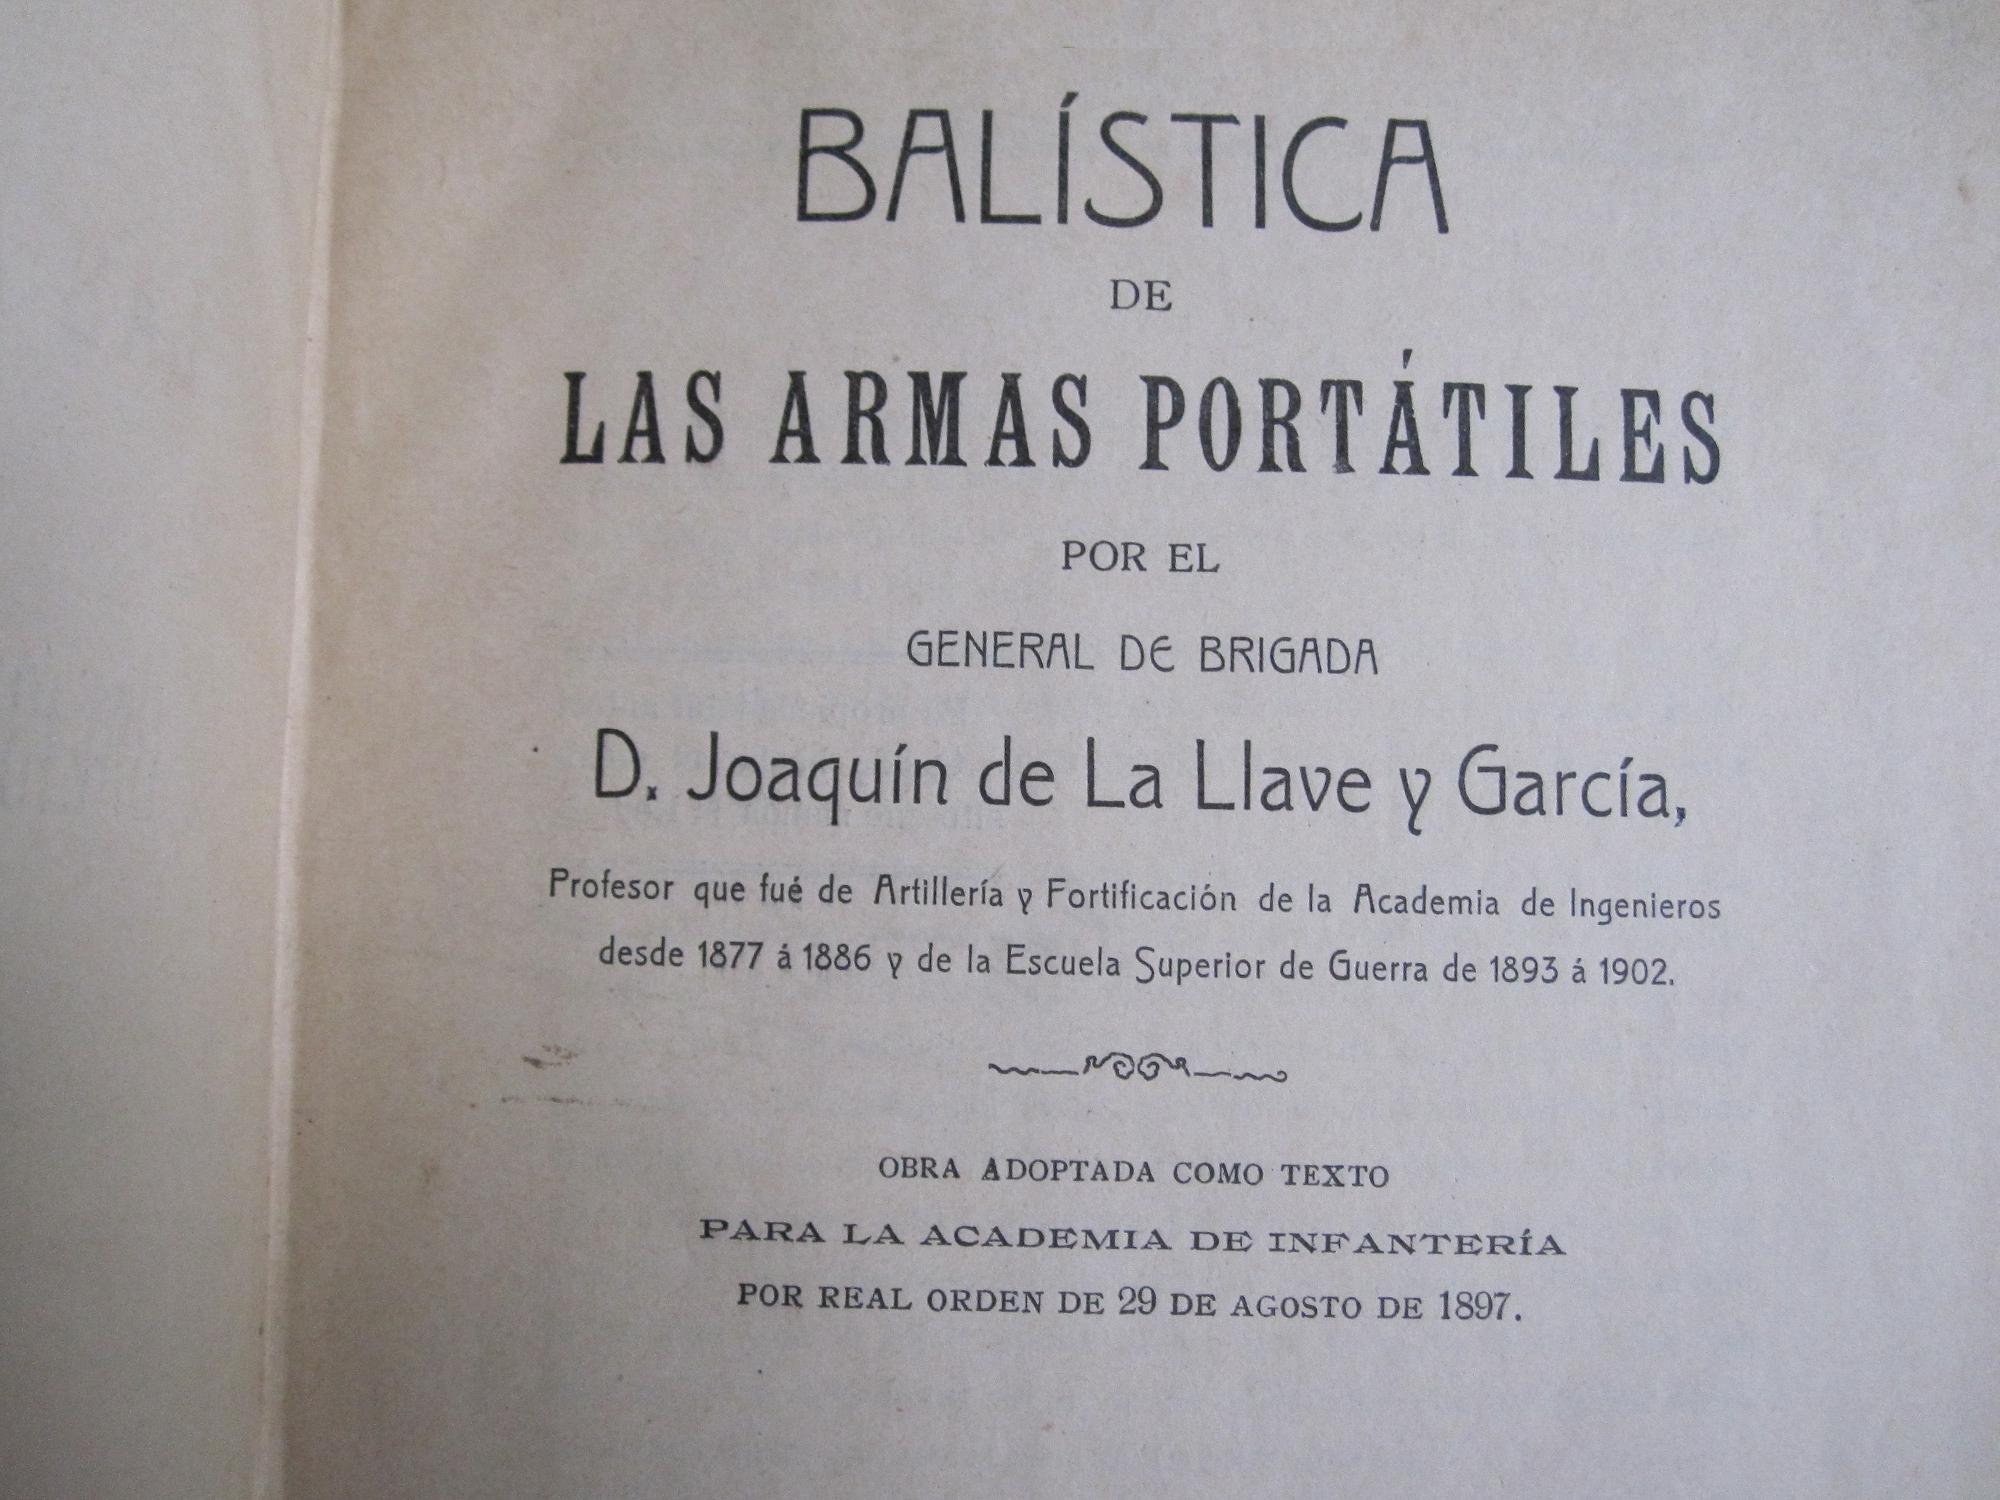 BALÍSTICA
DE
LAS ARMAS PORTÁTILES
POR EL
GENERAL DE BRIGADA
D. Joaquín de La Llave y García,
Profesor que fué de Artillería y Fortificación de la Academia de Ingenieros
desde 1877 á 1886 y de la Escuela Superior de Guerra de 1893 á 1902.
OBRA ADOPTADA COMO TEXTO
PARA LA ACADEMIA DE INFANTERÍA
POR REAL ORDEN DE 29 DE AGOSTO DE 1897.